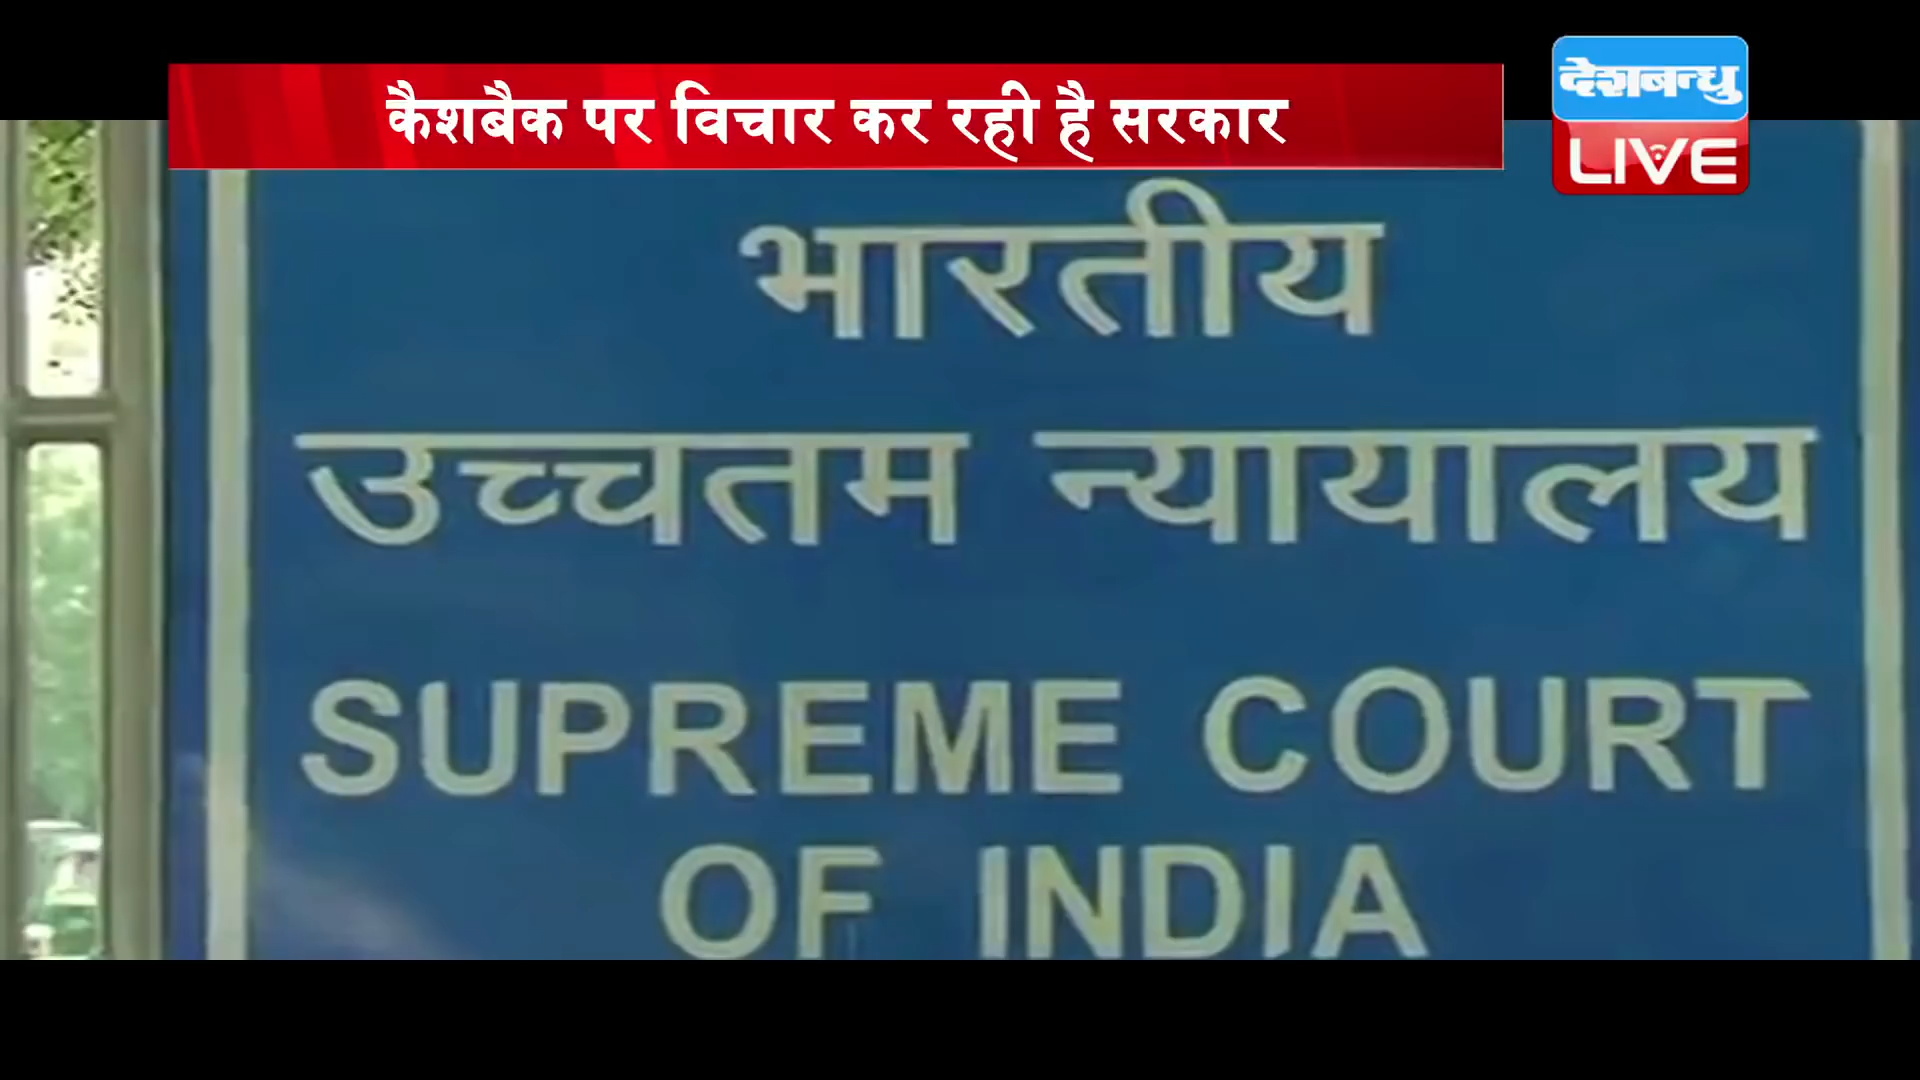 कैशबैक पर विचार कर रही है सरकार
देशबन्धु
LIVE
भारतीय
उच्चतम न्यायालय
SUPREME COURT
OF INDIA